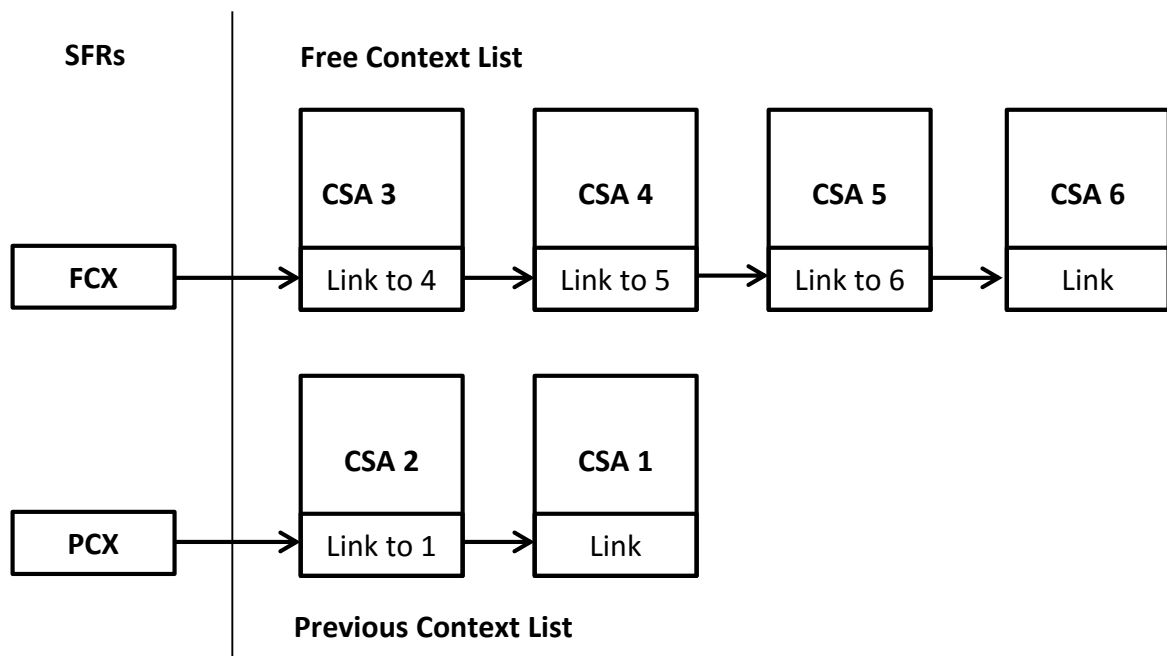 SFRs
Free Context List
CSA 3
CSA 4
CSA 5
CSA 6
FCX
Link to 4
Link to 5
Link to 6
Link
CSA 2
CSA 1
PCX
Link to 1
Link
Previous Context List